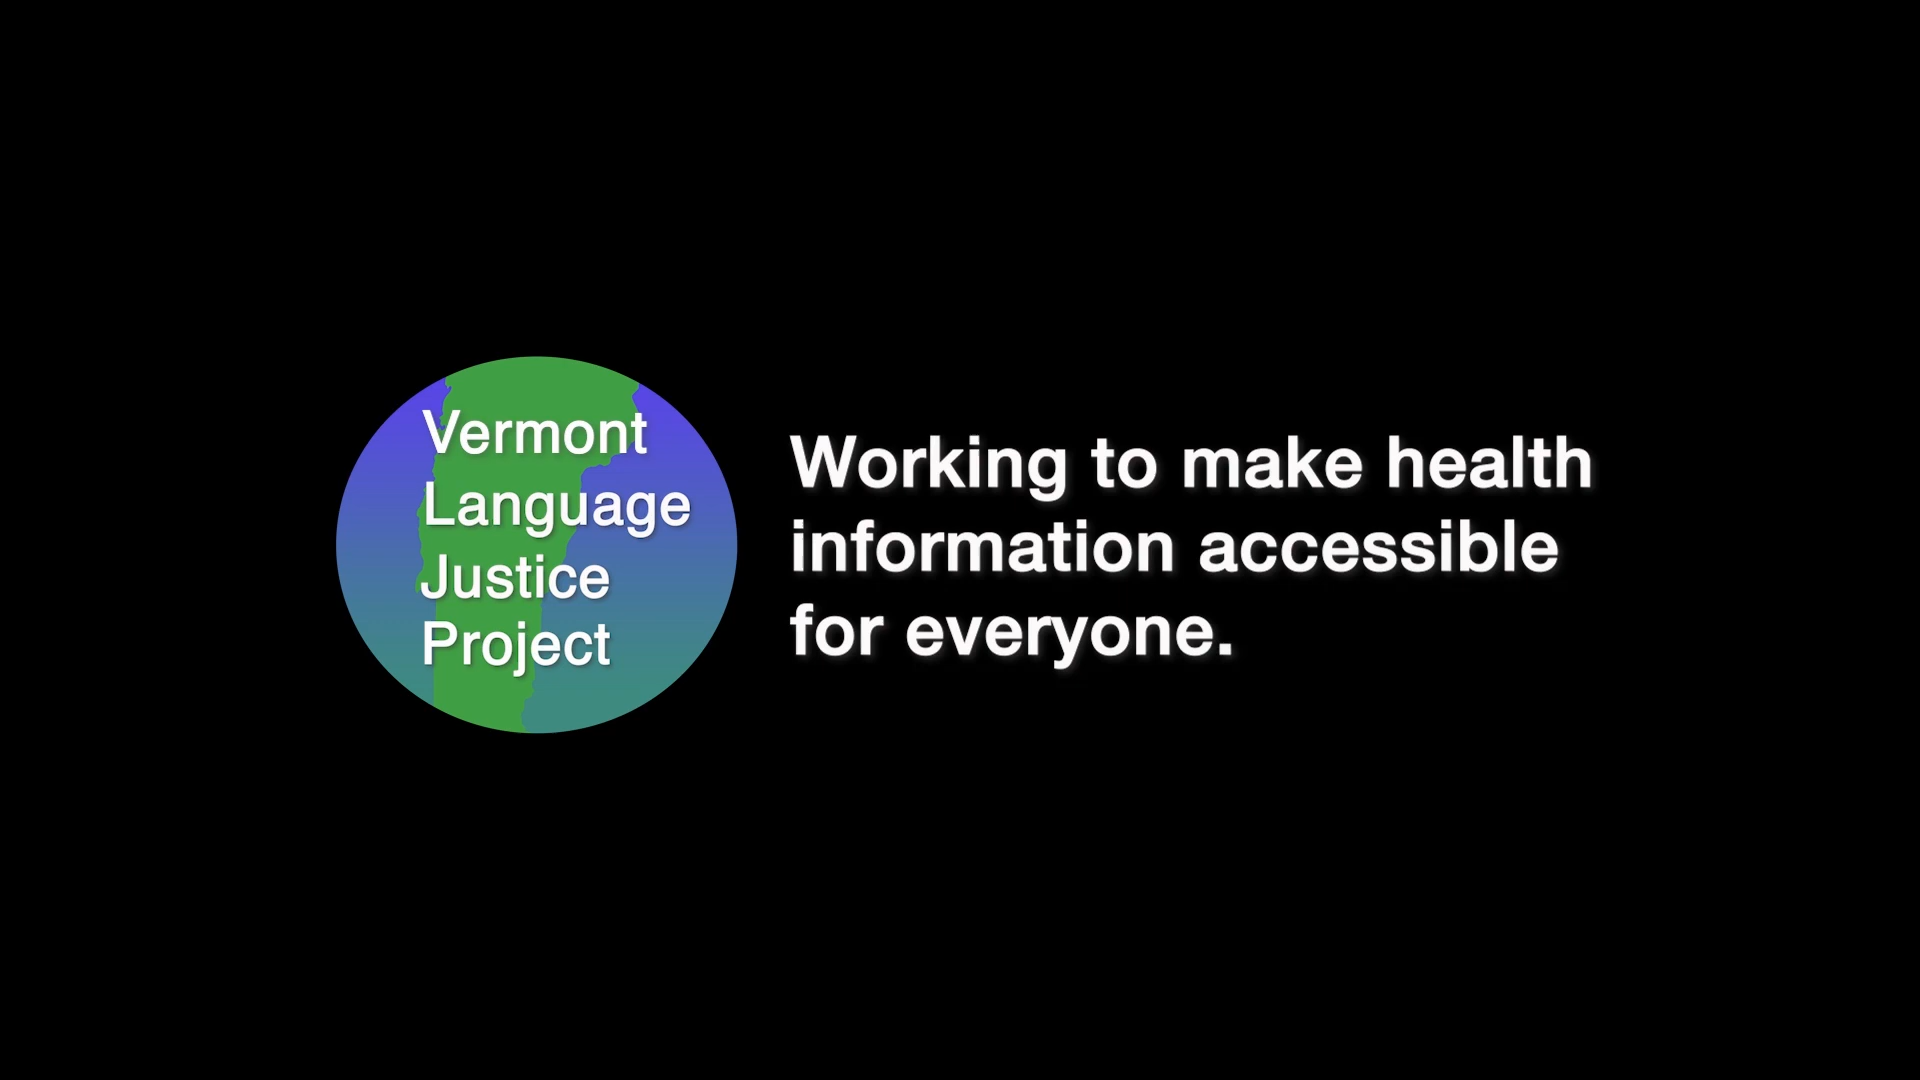 Vermont
Language
Justice
Project
Working to make health
information accessible
for everyone.